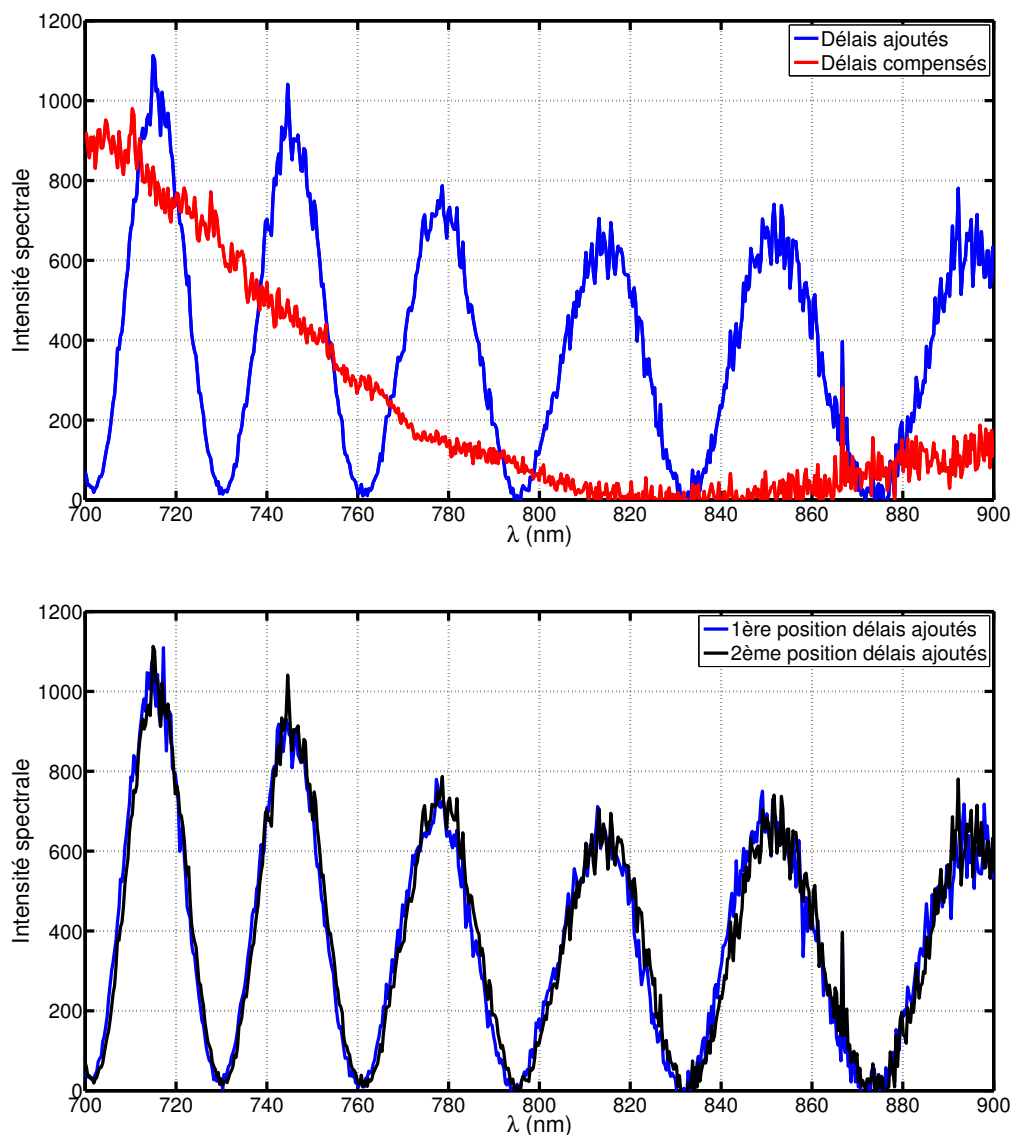 1200
1000
800
600
400
200
0
Intensité spectrale
Délais ajoutés
Délais compensés
700 720 740 760 780 800 820 840 860 880 900
λ (nm)
1200
1000
800
600
400
200
0
Intensité spectrale
1ère position délais ajoutés
2ème position délais ajoutés
700 720 740 760 780 800 820 840 860 880 900
λ (nm)